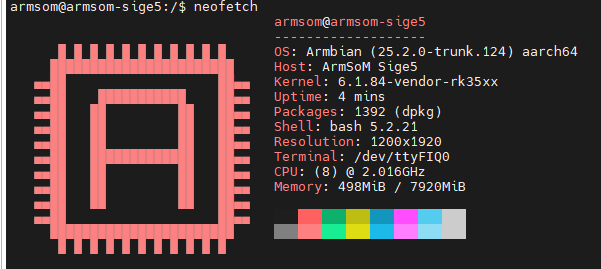 armsom@armsom-sige5:/$ neofetch
armsom@armsom-sige5
-------------------
OS: Armbian (25.2.0-trunk.124) aarch64
Host: ArmSoM Sige5
Kernel: 6.1.84-vendor-rk35xx
Uptime: 4 mins
Packages: 1392 (dpkg)
Shell: bash 5.2.21
Resolution: 1200x1920
Terminal: /dev/ttyFIQ0
CPU: (8) @ 2.016GHz
Memory: 498MiB / 7920MiB